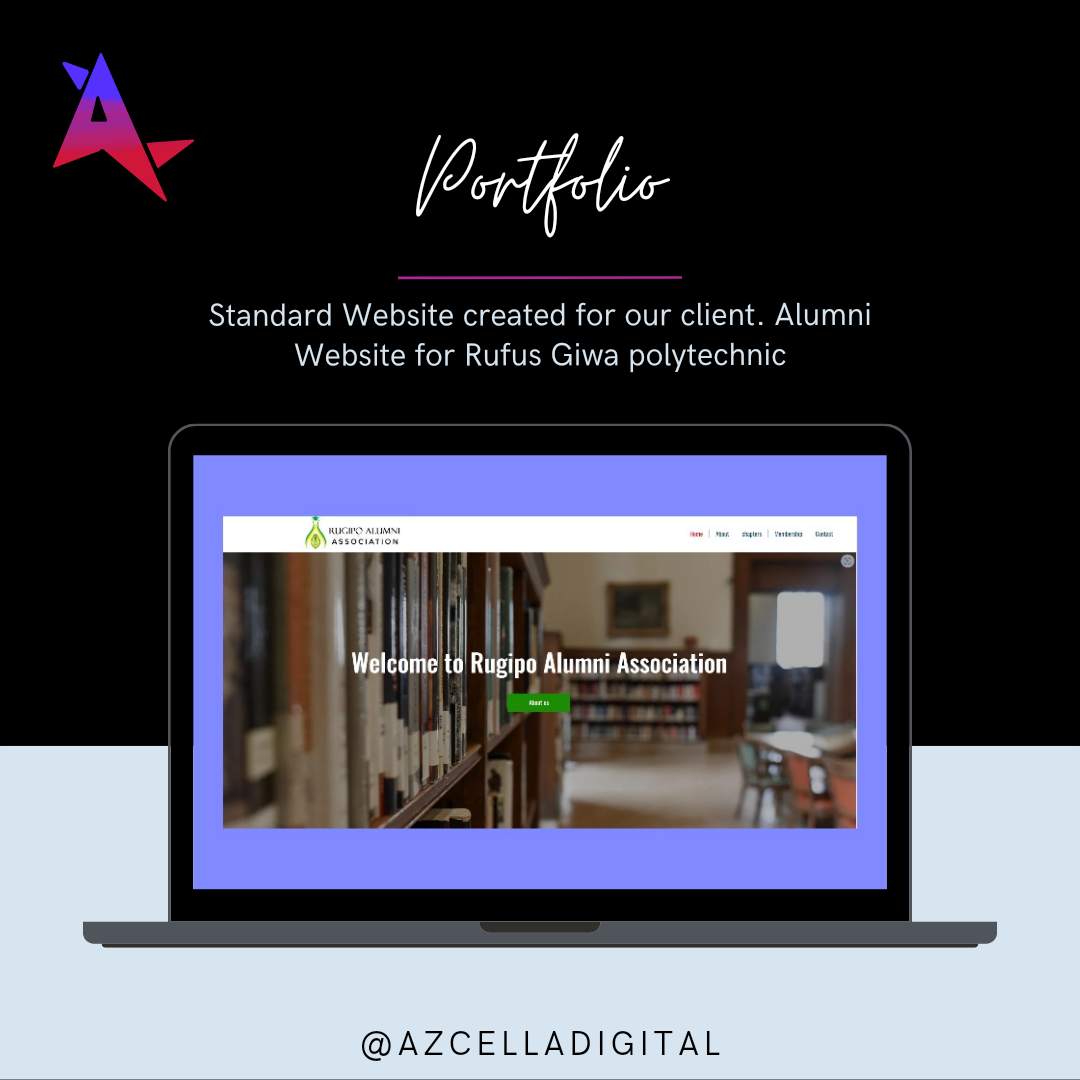 Portfolio
Standard Website created for our client. Alumni
Website for Rufus Giwa polytechnic
RUGIPO ALUMNI
ASSOCIATION
Home | About chapters | Membership Contact
Welcome to Rugipo Alumni Association
About us
@AZCELLADIGITAL